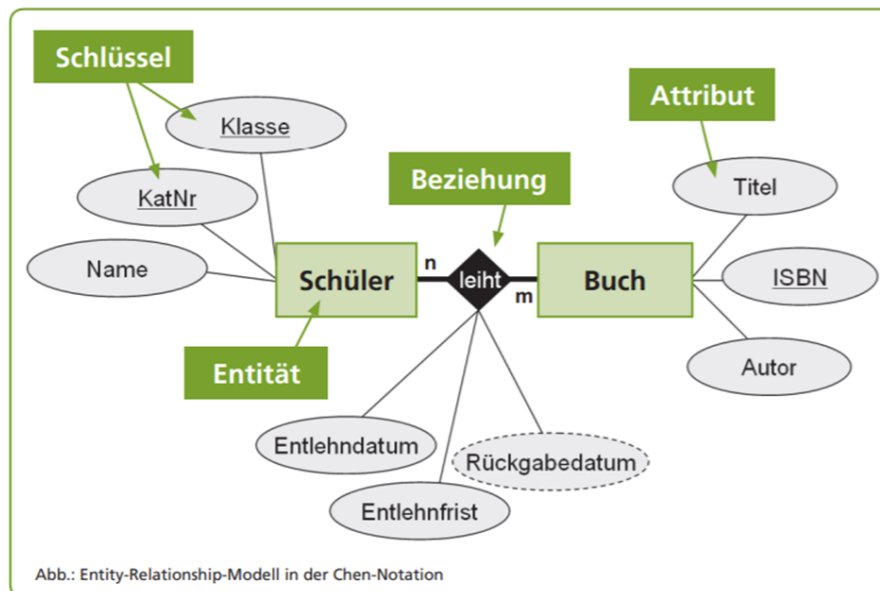 Schlüssel
Klasse
Attribut
Beziehung
Titel
KatNr
Name
Schüler
n
leiht
m
Buch
ISBN
Entität
Autor
Entlehndatum
Rückgabedatum
Entlehnfrist
Abb.: Entity-Relationship-Modell in der Chen-Notation